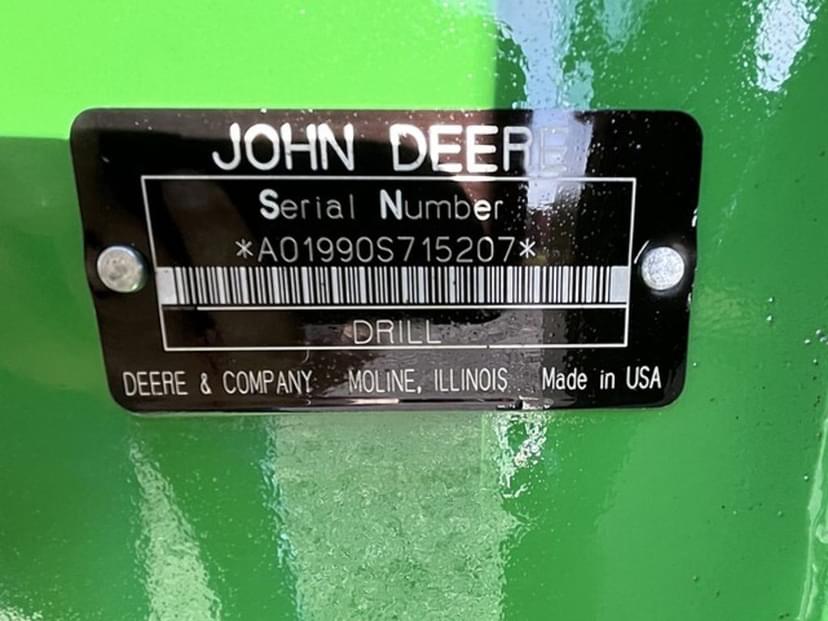 JOHN DEERE
Serial Number
*A01990S715207*
DRILL
DEERE & COMPANY MOLINE, ILLINOIS Made in USA